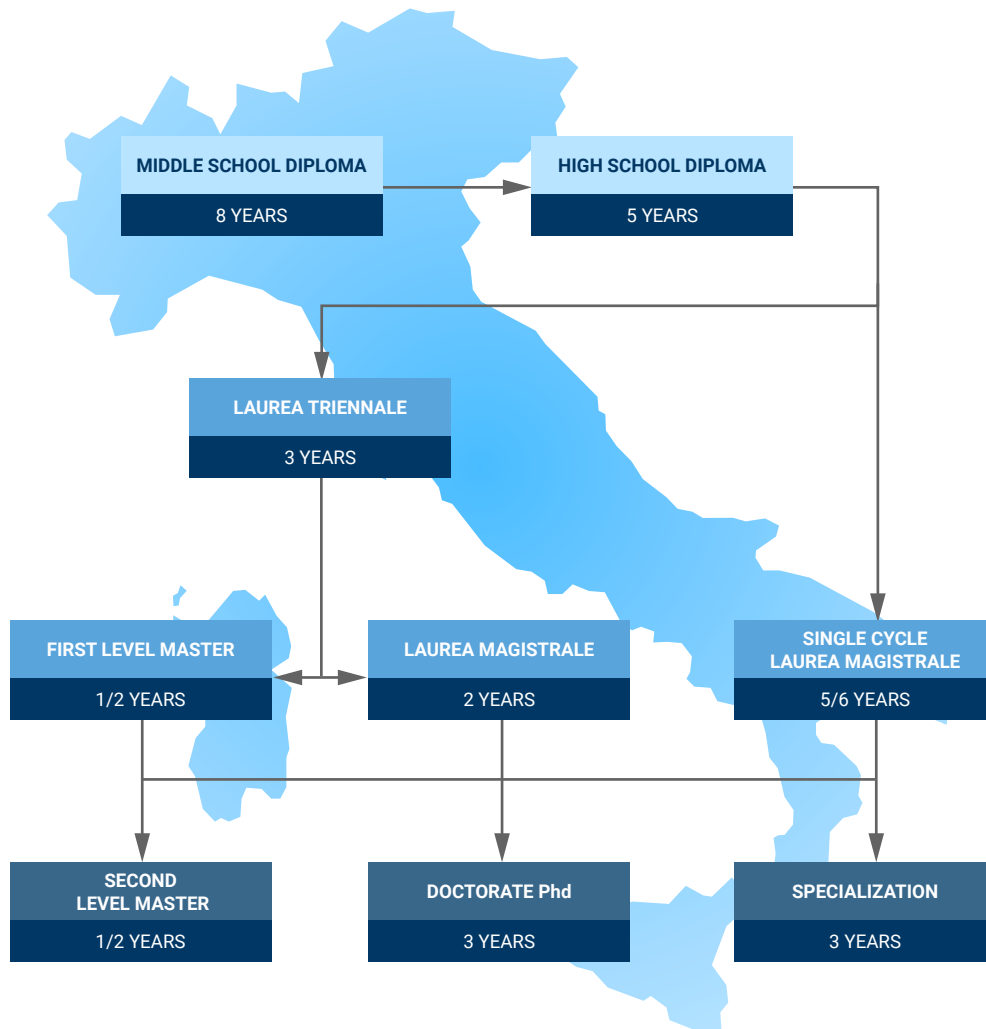 MIDDLE SCHOOL DIPLOMA
8 YEARS
HIGH SCHOOL DIPLOMA
5 YEARS
LAUREA TRIENNALE
3 YEARS
FIRST LEVEL MASTER
1/2 YEARS
LAUREA MAGISTRALE
2 YEARS
SINGLE CYCLE
LAUREA MAGISTRALE
5/6 YEARS
SECOND
LEVEL MASTER
1/2 YEARS
DOCTORATE Phd
3 YEARS
SPECIALIZATION
3 YEARS